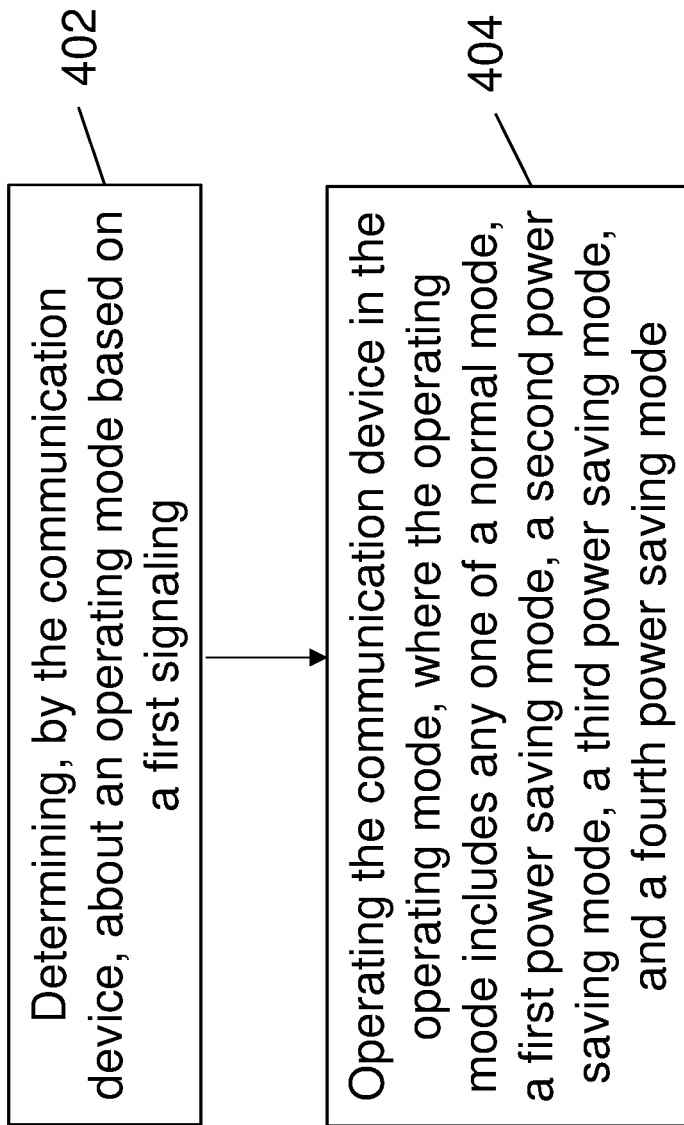 Determining, by the communication
device, about an operating mode based on
a first signaling
402
Operating the communication device in the
operating mode, where the operating
mode includes any one of a normal mode,
a first power saving mode, a second power
saving mode, a third power saving mode,
and a fourth power saving mode
404